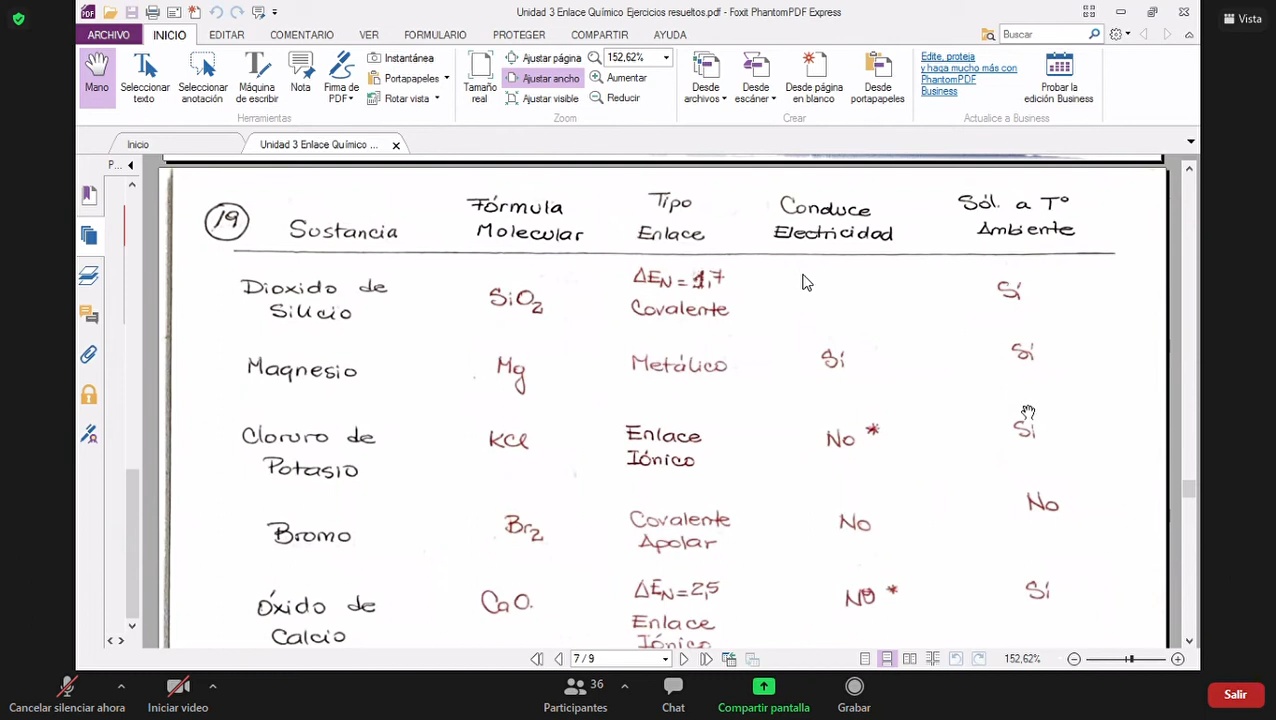 Unidad 3 Enlace Químico Ejercicios resueltos.pdf - Foxit PhantomPDF Express
Vista
ARCHIVO INICIO EDITAR COMENTARIO VER FORMULARIO PROTEGER COMPARTIR AYUDA
Buscar
Mano
Seleccionar texto
Seleccionar anotación
Máquina de escribir
Nota
Fima de PDF
Instantánea
Portapapeles
Rotar vista
Herramientas
Tamaño real
Ajustar página
Ajustar ancho
Ajustar visible
152,62%
Aumentar
Reducir
Zoom
Desde archivos
Desde escáner
Desde página en blanco
Desde portapapeles
Crear
Edite, proteja
y haga mucho más con
PhantomPDF
Business
Probar la edición Business
Actualice a Business
Inicio
Unidad 3 Enlace Químico ...
P...
19
Sustancia
Fórmula Molecular
Tipo Enlace
Conduce Electricidad
Sól. a Tº Ambiente
Dioxido de Silicio
SiO2
ΔEN = 1,7
Covalente
Sí
Magnesio
Mg
Metálico
Sí
Sí
Cloruro de Potasio
KCl
Enlace Iónico
No *
Sí
Bromo
Br2
Covalente Apolar
No
No
Óxido de Calcio
CaO.
ΔEN = 2,5
Enlace Iónico
No *
Sí
7 / 9
152,62%
Cancelar silenciar ahora
Iniciar video
36
Participantes
Chat
Compartir pantalla
Grabar
Salir